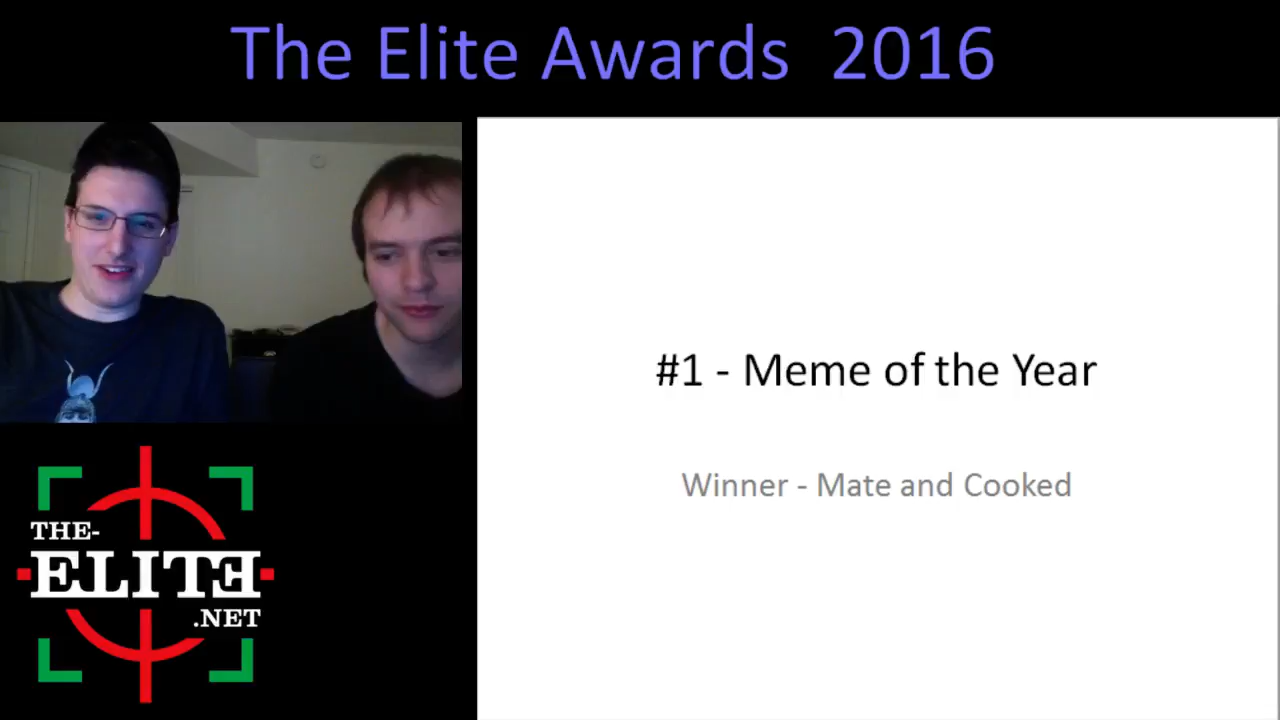 The Elite Awards 2016
#1 - Meme of the Year
Winner - Mate and Cooked
THE-
ELITE
.NET